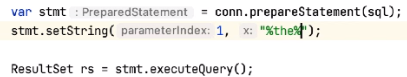 var stmt : PreparedStatement = conn.prepareStatement(sql);
stmt.setString( parameterIndex: 1, x: "%the%");
ResultSet rs = stmt.executeQuery();